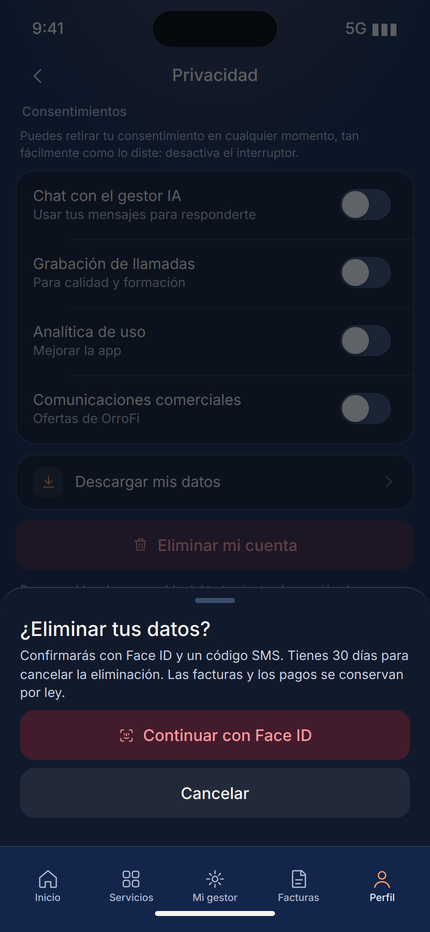 9:41
5G
Privacidad
Consentimientos
Puedes retirar tu consentimiento en cualquier momento, tan
fácilmente como lo diste: desactiva el interruptor.
Chat con el gestor IA
Usar tus mensajes para responderte
Grabación de llamadas
Para calidad y formación
Analítica de uso
Mejorar la app
Comunicaciones comerciales
Ofertas de OrroFi
Descargar mis datos
Eliminar mi cuenta
¿Eliminar tus datos?
Confirmarás con Face ID y un código SMS. Tienes 30 días para
cancelar la eliminación. Las facturas y los pagos se conservan
por ley.
Continuar con Face ID
Cancelar
Inicio
Servicios
Mi gestor
Facturas
Perfil